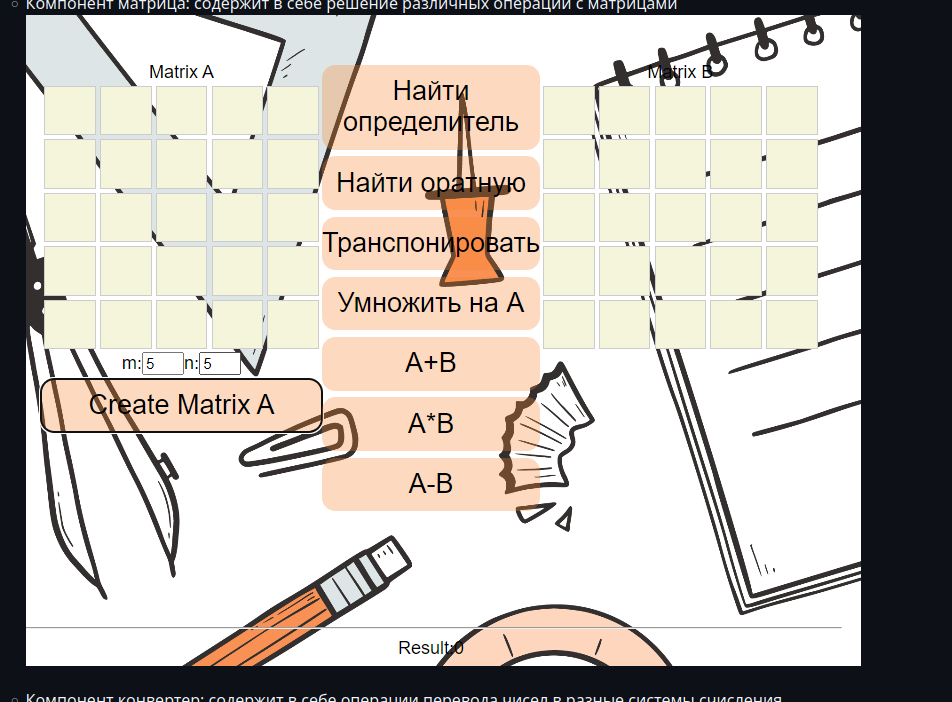 Компонент матрица: содержит в себе решение различных операций с матрицами
Matrix A
Matrix B
Найти
определитель
Найти оратную
Транспонировать
Умножить на A
m: 5 n: 5
Create Matrix A
A+B
A*B
A-B
Result:0
Компонент конвертер: содержит в себе операции перевода чисел в разные системы счисления